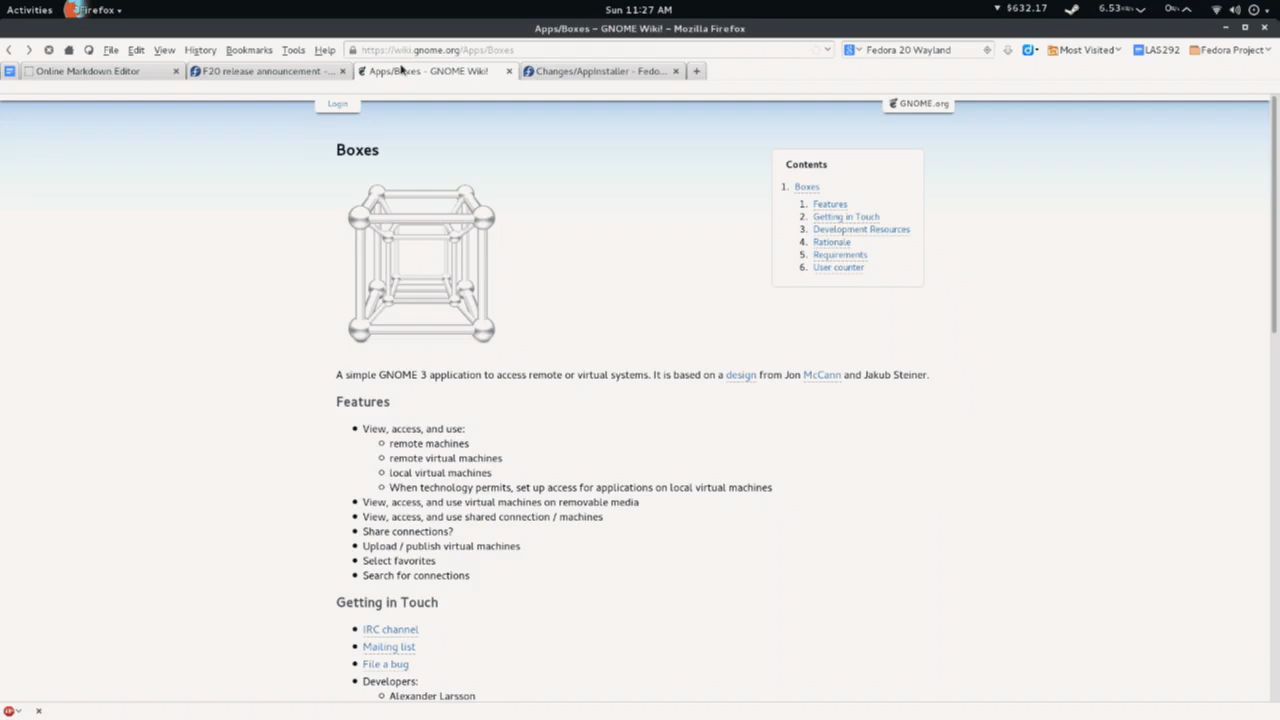 Activities Firefox Sun 11:27 AM $632.17 6.53
Apps/Boxes – GNOME Wiki! – Mozilla Firefox
File Edit View History Bookmarks Tools Help https://wiki.gnome.org/Apps/Boxes Fedora 20 Wayland Most Visited LAS292 Fedora Project
Online Markdown Editor F20 release announcement -... Apps/Boxes – GNOME Wiki! Changes/AppInstaller - Fedo...
Login GNOME.org
Boxes
Contents
1. Boxes
1. Features
2. Getting in Touch
3. Development Resources
4. Rationale
5. Requirements
6. User counter
A simple GNOME 3 application to access remote or virtual systems. It is based on a design from Jon McCann and Jakub Steiner.
Features
View, access, and use:
remote machines
remote virtual machines
local virtual machines
When technology permits, set up access for applications on local virtual machines
View, access, and use virtual machines on removable media
View, access, and use shared connection / machines
Share connections?
Upload / publish virtual machines
Select favorites
Search for connections
Getting in Touch
IRC channel
Mailing list
File a bug
Developers:
Alexander Larsson